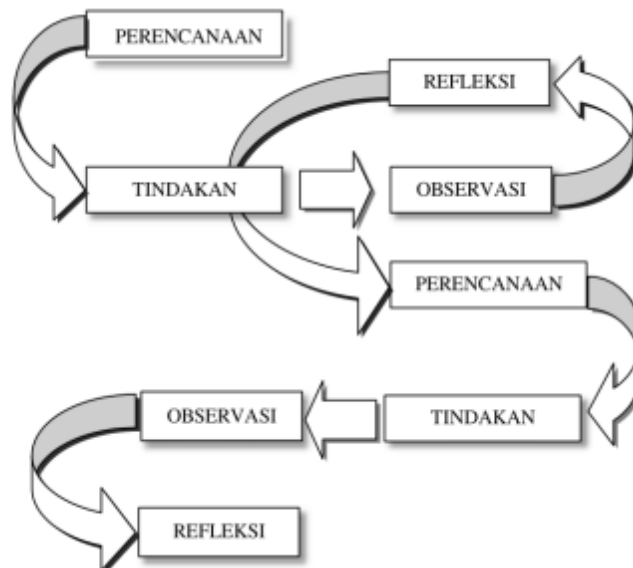 PERENCANAAN
REFLEKSI
TINDAKAN
OBSERVASI
PERENCANAAN
OBSERVASI
TINDAKAN
REFLEKSI